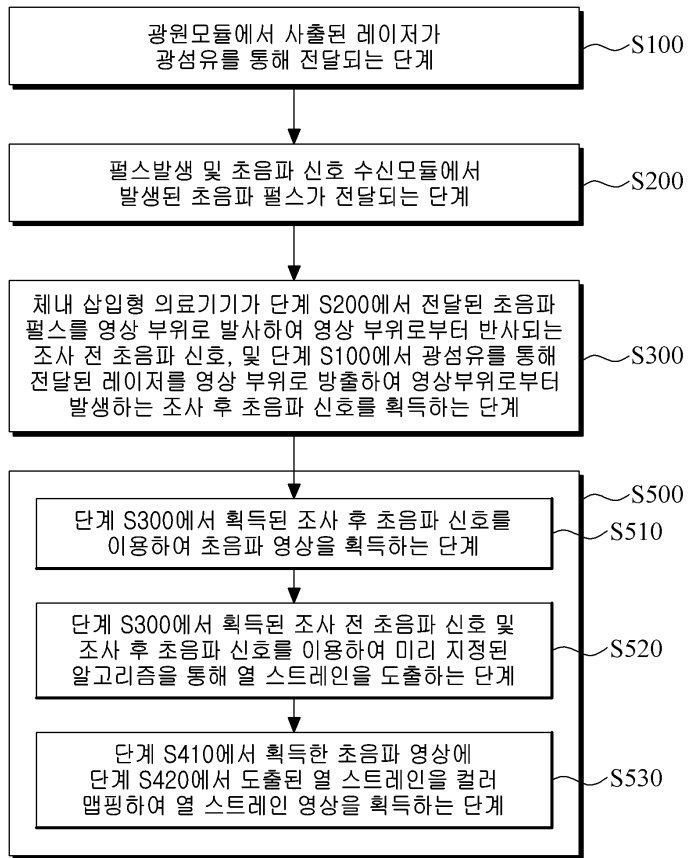 광원모듈에서 사출된 레이저가
광섬유를 통해 전달되는 단계
S100
펄스발생 및 초음파 신호 수신모듈에서
발생된 초음파 펄스가 전달되는 단계
S200
체내 삽입형 의료기기가 단계 S200에서 전달된 초음파
펄스를 영상 부위로 발사하여 영상 부위로부터 반사되는
조사 전 초음파 신호, 및 단계 S100에서 광섬유를 통해
전달된 레이저를 영상 부위로 방출하여 영상부위로부터
발생하는 조사 후 초음파 신호를 획득하는 단계
S300
S500
단계 S300에서 획득된 조사 후 초음파 신호를
이용하여 초음파 영상을 획득하는 단계
S510
단계 S300에서 획득된 조사 전 초음파 신호 및
조사 후 초음파 신호를 이용하여 미리 지정된
알고리즘을 통해 열 스트레인을 도출하는 단계
S520
단계 S410에서 획득한 초음파 영상에
단계 S420에서 도출된 열 스트레인을 컬러
맵핑하여 열 스트레인 영상을 획득하는 단계
S530